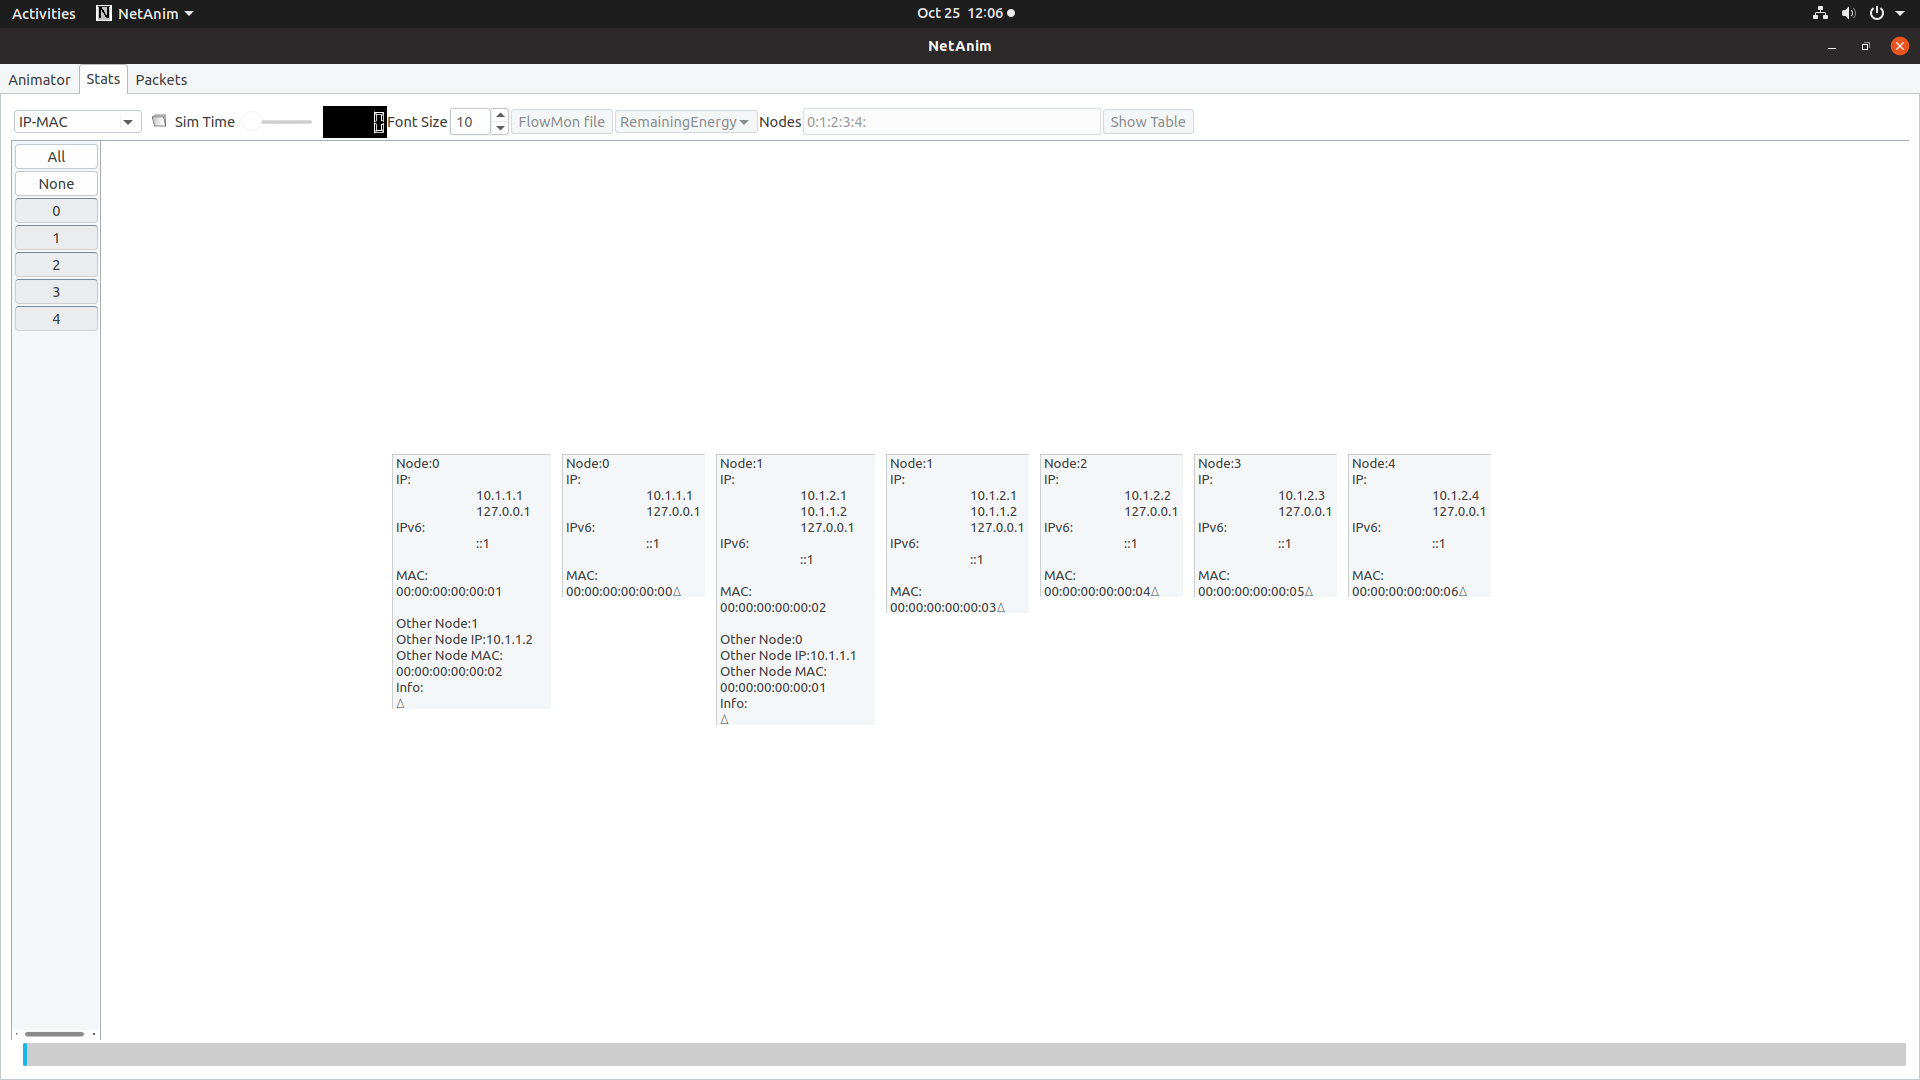 Activities NetAnim Oct 25 12:06
NetAnim
Animator Stats Packets
IP-MAC Sim Time Font Size 10 FlowMon file RemainingEnergy Nodes 0:1:2:3:4: Show Table
All
None
0
1
2
3
4
Node:0
IP:
10.1.1.1
127.0.0.1
IPv6:
::1
MAC:
00:00:00:00:00:01
Other Node:1
Other Node IP:10.1.1.2
Other Node MAC:
00:00:00:00:00:02
Info:
Node:0
IP:
10.1.1.1
127.0.0.1
IPv6:
::1
MAC:
00:00:00:00:00:00
Node:1
IP:
10.1.2.1
10.1.1.2
127.0.0.1
IPv6:
::1
MAC:
00:00:00:00:00:02
Other Node:0
Other Node IP:10.1.1.1
Other Node MAC:
00:00:00:00:00:01
Info:
Node:1
IP:
10.1.2.1
10.1.1.2
127.0.0.1
IPv6:
::1
MAC:
00:00:00:00:00:03
Node:2
IP:
10.1.2.2
127.0.0.1
IPv6:
::1
MAC:
00:00:00:00:00:04
Node:3
IP:
10.1.2.3
127.0.0.1
IPv6:
::1
MAC:
00:00:00:00:00:05
Node:4
IP:
10.1.2.4
127.0.0.1
IPv6:
::1
MAC:
00:00:00:00:00:06